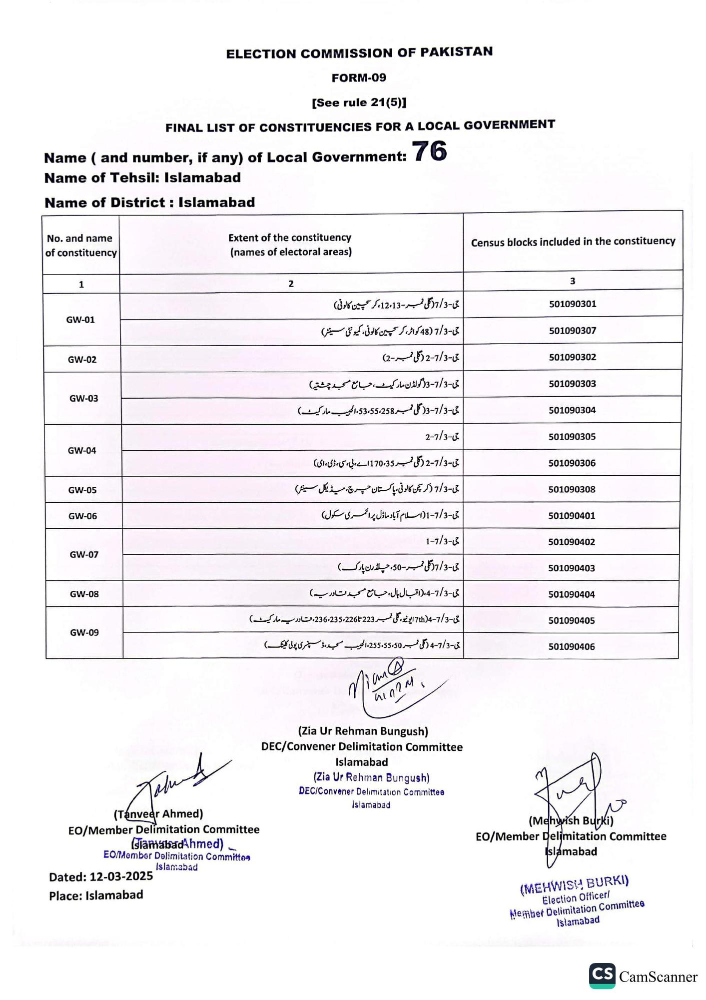 ELECTION COMMISSION OF PAKISTAN
FORM-09
[See rule 21(5)]
FINAL LIST OF CONSTITUENCIES FOR A LOCAL GOVERNMENT
Name ( and number, if any) of Local Government: 76
Name of Tehsil: Islamabad
Name of District : Islamabad
No. and name of constituency
Extent of the constituency (names of electoral areas)
Census blocks included in the constituency
1 2 3
GW-01
جی-7/3(گلی نمبر-12،13،کرسچین کالونی) 501090301
جی-7/3 (48کواٹر،کرسچین کالونی، کمیونٹی سینٹر) 501090307
GW-02 جی-7/3-2 (گلی نمبر-2) 501090302
GW-03
جی-7/3-3(گولڈن مارکیٹ، جامع مسجد چشتیہ) 501090303
جی-7/3-3(گلی نمبر 53،55،258،الحبیب مارکیٹ) 501090304
GW-04
جی-7/3-2 501090305
جی-7/3-2 (گلی نمبر 170،35اے،بی،سی،ڈی،ای) 501090306
GW-05 جی-7/3 (کرسچن کالونی،پاکستان چرچ، میڈیکل سینٹر) 501090308
GW-06 جی-7/3-1(اسلام آباد ماڈل پرائمری سکول) 501090401
GW-07
جی-7/3-1 501090402
جی-7/3(گلی نمبر-50، چلڈرن پارک) 501090403
GW-08 جی-7/3-4،(اقبال ہال، جامع مسجد قادریہ) 501090404
GW-09
جی-7/3-4(7thایونیو، گلی نمبر 223تا226،235،236، قادریہ مارکیٹ) 501090405
جی-7/3-4 (گلی نمبر 50،55،255،الحبیب مسجد، ڈسپنسری پولی کلینک) 501090406
(Zia Ur Rehman Bungush)
DEC/Convener Delimitation Committee
Islamabad
(Zia Ur Rehman Bungush)
DEC/Convener Delimitation Committee
Islamabad
(Tanveer Ahmed)
EO/Member Delimitation Committee
Islamabad
(Tanveer Ahmed)
EO/Member Delimitation Committee
Islamabad
(Mehwish Burki)
EO/Member Delimitation Committee
Islamabad
(MEHWISH BURKI)
Election Officer/
Member Delimitation Committee
Islamabad
Dated: 12-03-2025
Place: Islamabad
CS CamScanner